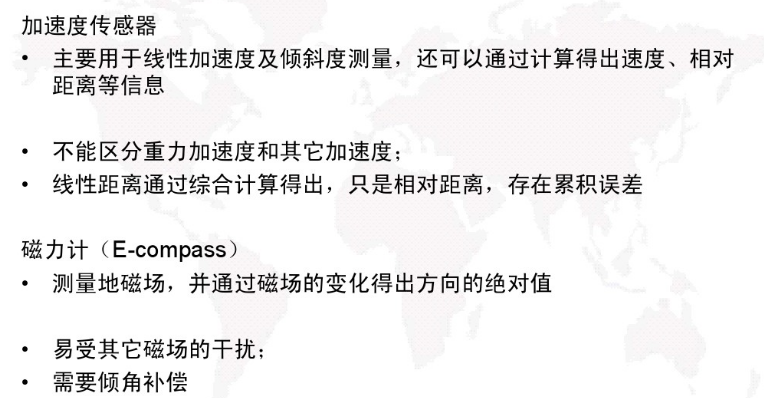 加速度传感器
• 主要用于线性加速度及倾斜度测量，还可以通过计算得出速度、相对
距离等信息
• 不能区分重力加速度和其它加速度；
• 线性距离通过综合计算得出，只是相对距离，存在累积误差
磁力计（E-compass）
• 测量地磁场，并通过磁场的变化得出方向的绝对值
• 易受其它磁场的干扰；
• 需要倾角补偿